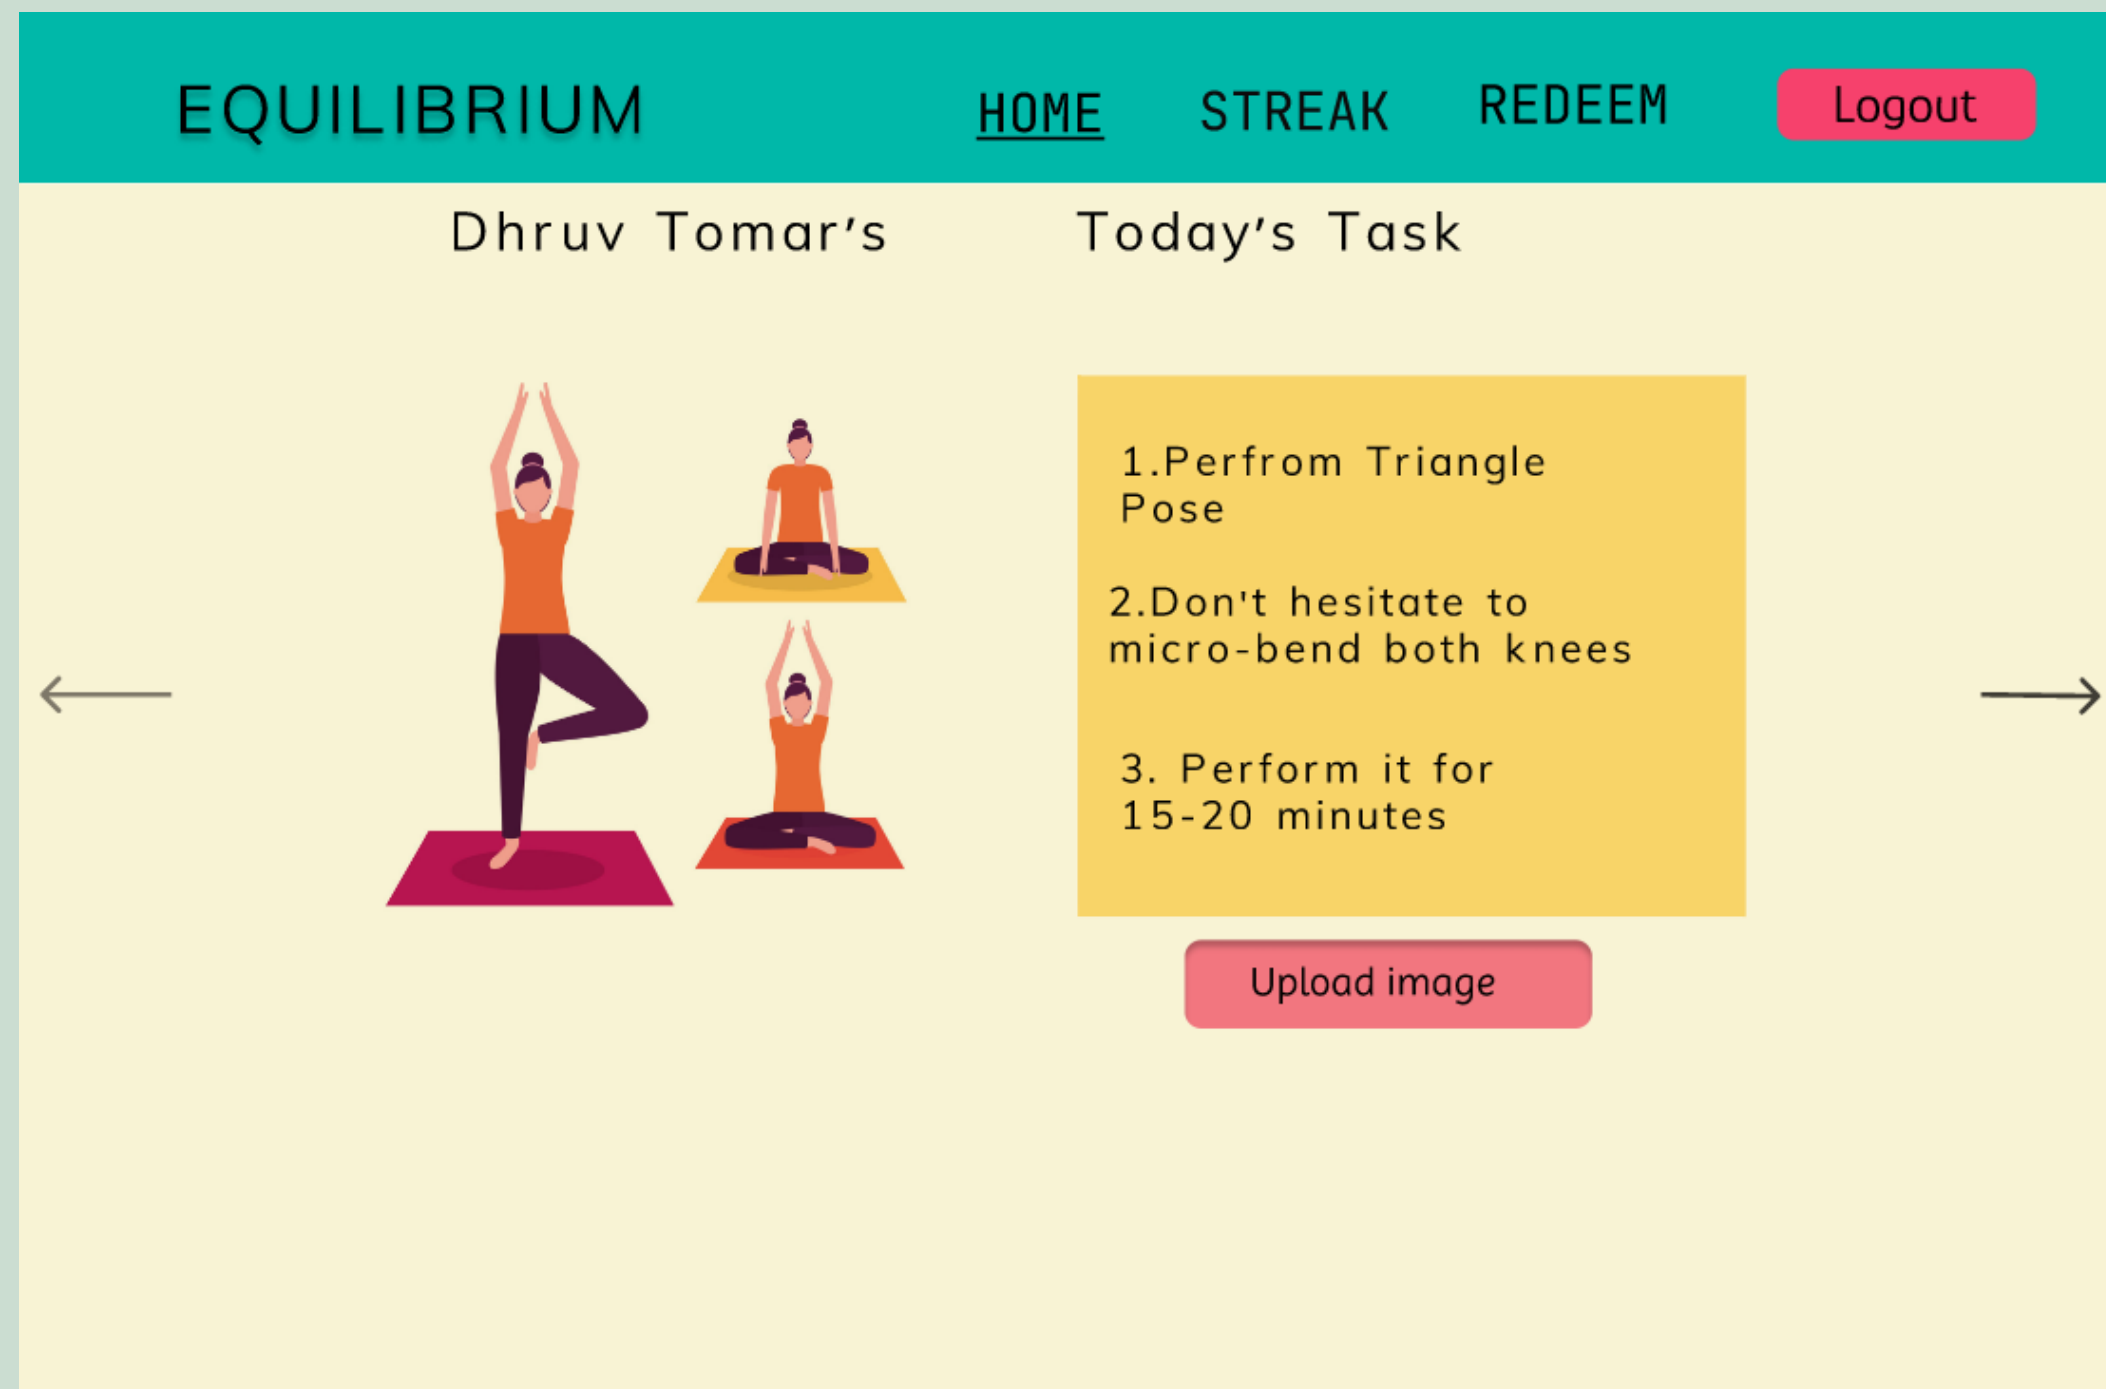 EQUILIBRIUM
HOME
STREAK
REDEEM
Logout
Dhruv Tomar's
Today's Task
1.Perfrom Triangle
Pose
2.Don't hesitate to
micro-bend both knees
3. Perform it for
15-20 minutes
Upload image